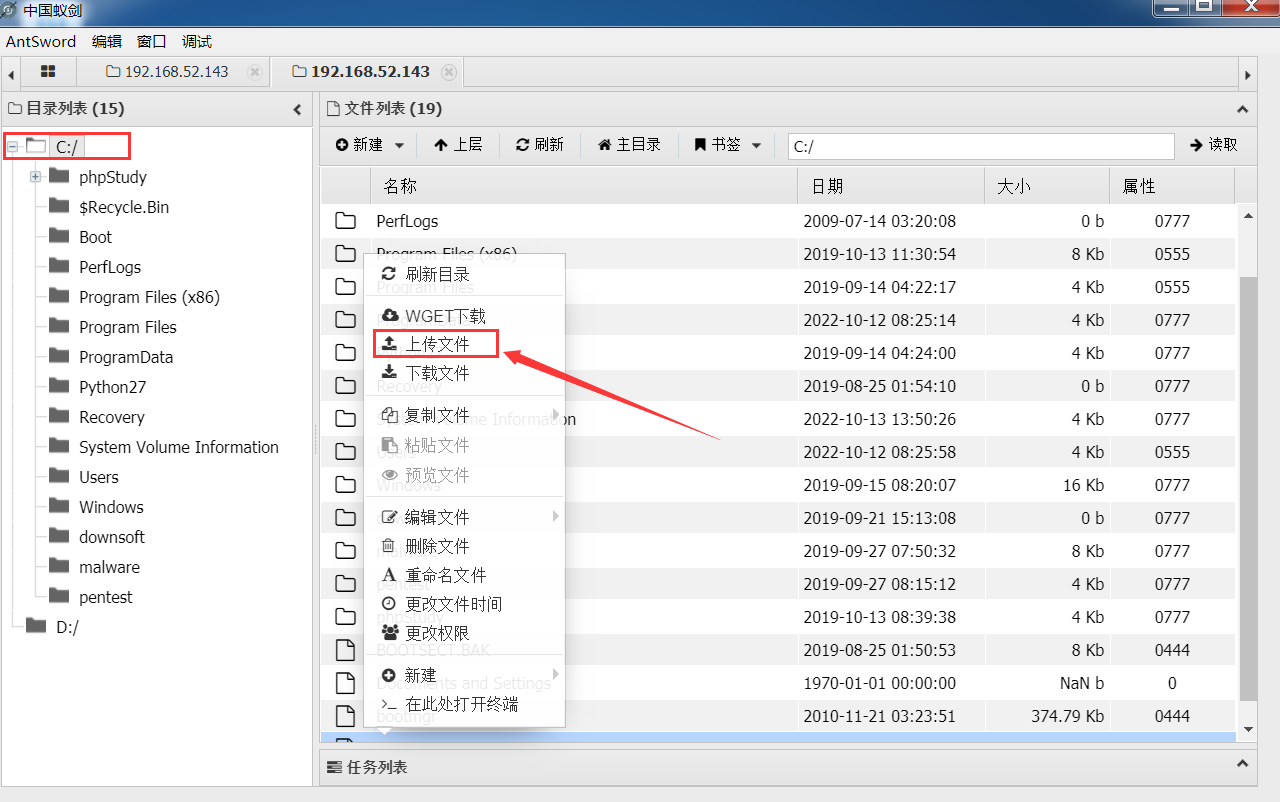 中国蚁剑
AntSword 编辑 窗口 调试
192.168.52.143 192.168.52.143
目录列表 (15)
C:/
phpStudy
$Recycle.Bin
Boot
PerfLogs
Program Files (x86)
Program Files
ProgramData
Python27
Recovery
System Volume Information
Users
Windows
downsoft
malware
pentest
D:/
文件列表 (19)
新建 上层 刷新 主目录 书签 C:/ 读取
名称 日期 大小 属性
PerfLogs 2009-07-14 03:20:08 0 b 0777
Program Files (x86) 2019-10-13 11:30:54 8 Kb 0555
Program Files 2019-09-14 04:22:17 4 Kb 0555
2022-10-12 08:25:14 4 Kb 0777
2019-09-14 04:24:00 4 Kb 0777
Recovery 2019-08-25 01:54:10 0 b 0777
System Volume Information 2022-10-13 13:50:26 4 Kb 0777
Users 2022-10-12 08:25:58 4 Kb 0555
Windows 2019-09-15 08:20:07 16 Kb 0777
2019-09-21 15:13:08 0 b 0777
2019-09-27 07:50:32 8 Kb 0777
pentest 2019-09-27 08:15:12 4 Kb 0777
phpStudy 2019-10-13 08:39:38 4 Kb 0777
BOOTSECT.BAK 2019-08-25 01:50:53 8 Kb 0444
Documents and Settings 1970-01-01 00:00:00 NaN b 0
bootmgr 2010-11-21 03:23:51 374.79 Kb 0444
刷新目录
WGET下载
上传文件
下载文件
复制文件
粘贴文件
预览文件
编辑文件
删除文件
重命名文件
更改文件时间
更改权限
新建
在此处打开终端
任务列表